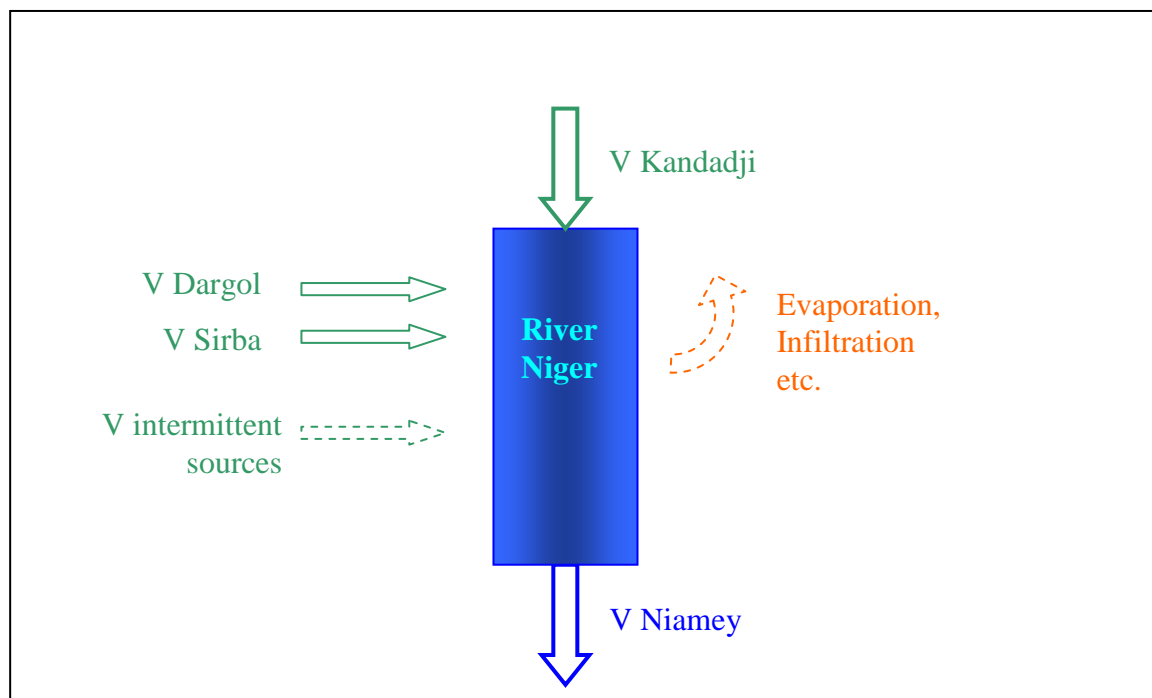 V Kandadji
V Dargol
V Sirba
River
Niger
Evaporation,
Infiltration
etc.
V intermittent
sources
V Niamey